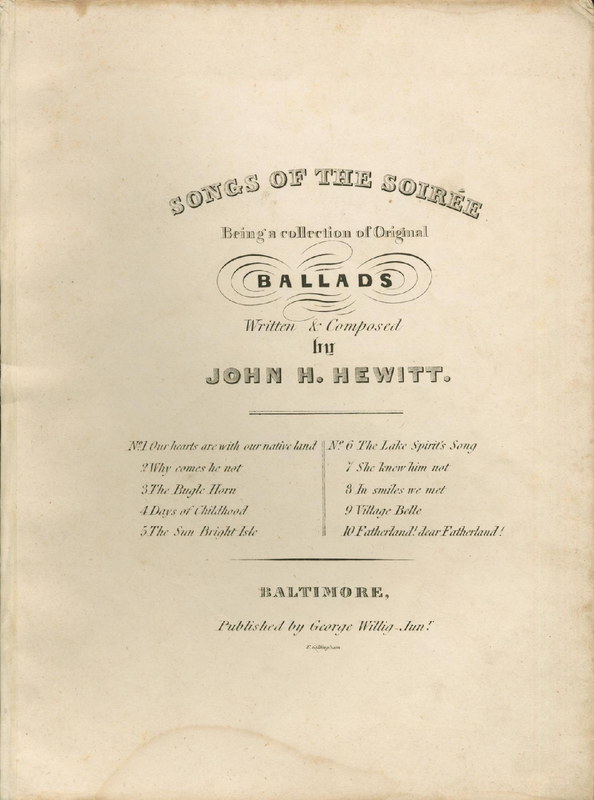 SONGS OF THE SOIRÉE
Being a collection of Original
BALLADS
Written & Composed
by
JOHN H. HEWITT.
No. 1 Our hearts are with our native land
2 Why comes he not
3 The Bugle Horn
4 Days of Childhood
5 The Sun Bright Isle
No. 6 The Lake Spirit's Song
7 She knew him not
8 In smiles we met
9 Village Belle
10 Fatherland! dear Fatherland!
BALTIMORE,
Published by George Willig Junr.